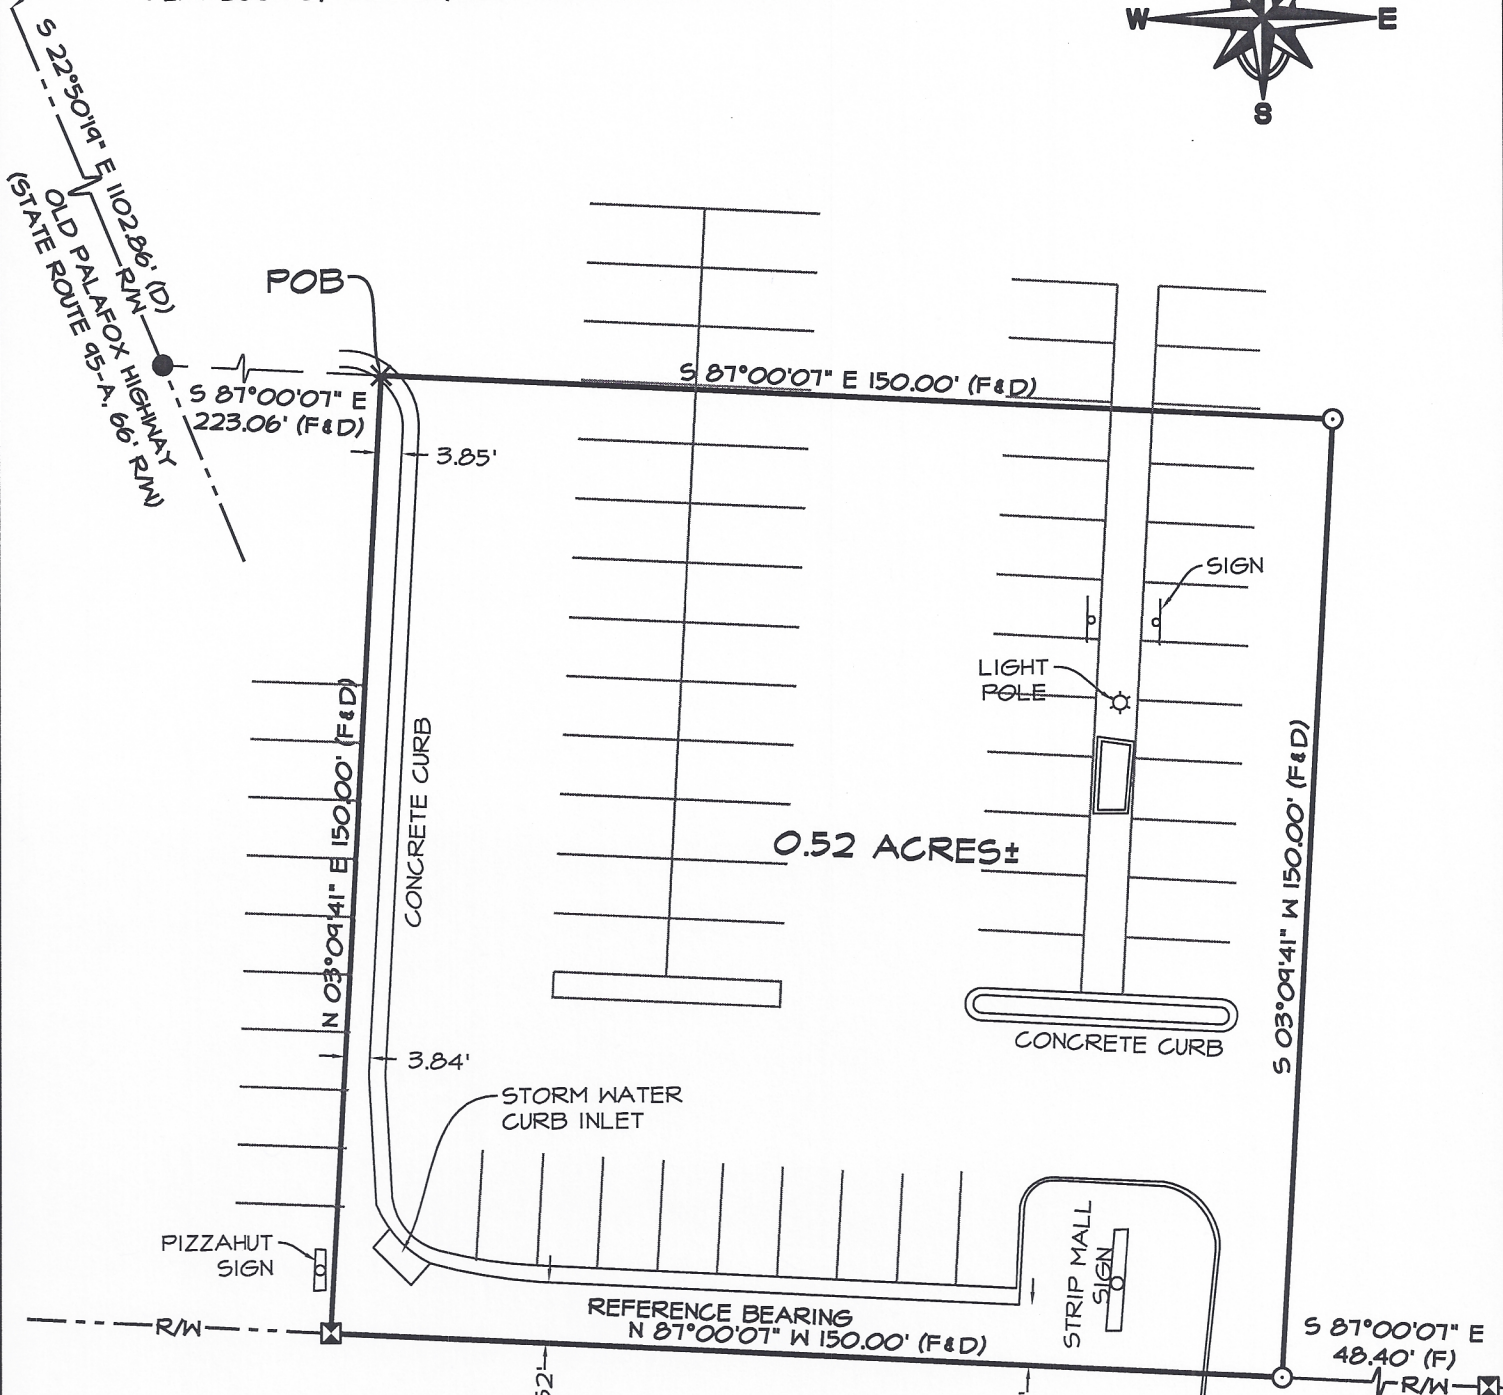 W E
S
S 22°50'19" E 1102.86' (D)
R/W
OLD PALAFOX HIGHWAY
(STATE ROUTE 95-A, 66' R/W)
POB
S 87°00'07" E
223.06' (F&D)
S 87°00'07" E 150.00' (F&D)
3.85'
SIGN
LIGHT
POLE
N 03°09'41" E 150.00' (F&D)
CONCRETE CURB
0.52 ACRES±
S 03°09'41" W 150.00' (F&D)
CONCRETE CURB
3.84'
STORM WATER
CURB INLET
PIZZAHUT
SIGN
STRIP MALL
SIGN
R/W
REFERENCE BEARING
N 87°00'07" W 150.00' (F&D)
S 87°00'07" E
48.40' (F)
R/W